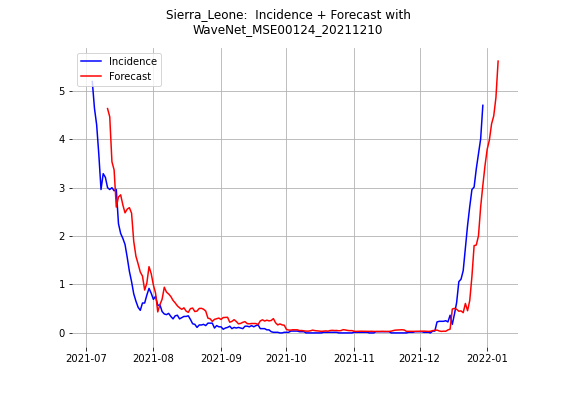 Sierra_Leone:  Incidence + Forecast with
WaveNet_MSE00124_20211210
Incidence
Forecast
5
4
3
2
1
0
2021-07 2021-08 2021-09 2021-10 2021-11 2021-12 2022-01